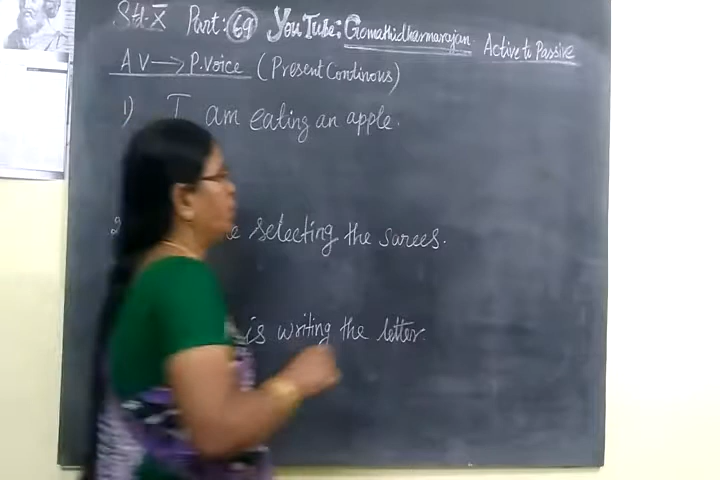 Std-X Part: 69 YouTube: Gomathidharmarajan Active to Passive
A V → P. Voice (Present Continous)
1) I am eating an apple.
selecting the sarees.
is writing the letter.